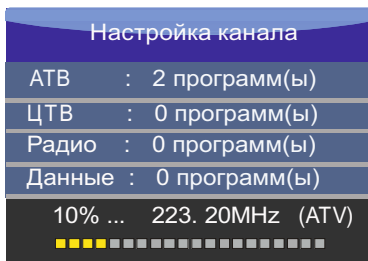 Настройка канала
АТВ : 2 программ(ы)
ЦТВ : 0 программ(ы)
Радио : 0 программ(ы)
Данные : 0 программ(ы)
10% ... 223. 20MHz (ATV)